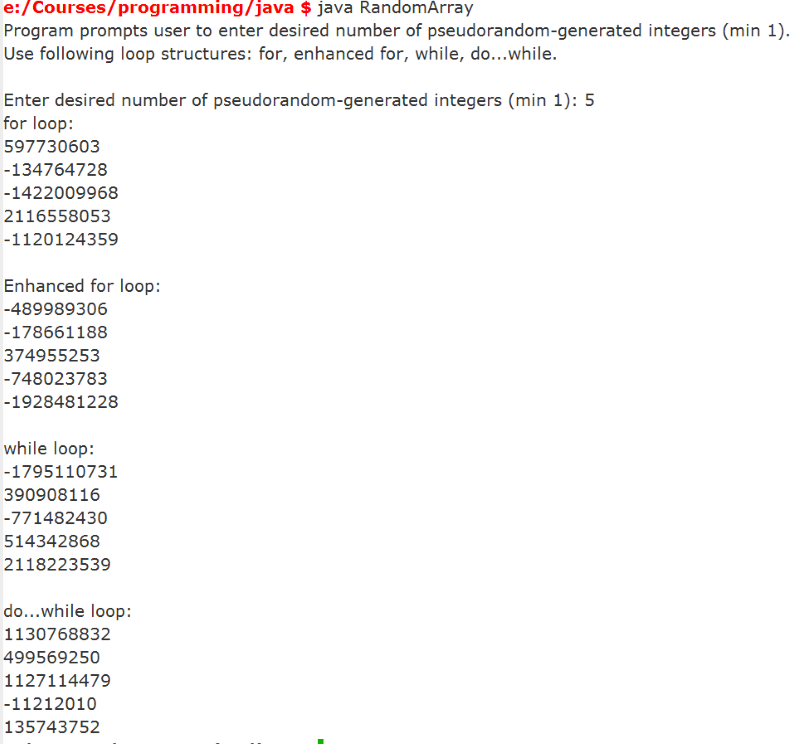 e:/Courses/programming/java $ java RandomArray
Program prompts user to enter desired number of pseudorandom-generated integers (min 1).
Use following loop structures: for, enhanced for, while, do...while.
Enter desired number of pseudorandom-generated integers (min 1): 5
for loop:
597730603
-134764728
-1422009968
2116558053
-1120124359
Enhanced for loop:
-489989306
-178661188
374955253
-748023783
-1928481228
while loop:
-1795110731
390908116
-771482430
514342868
2118223539
do...while loop:
1130768832
499569250
1127114479
-11212010
135743752